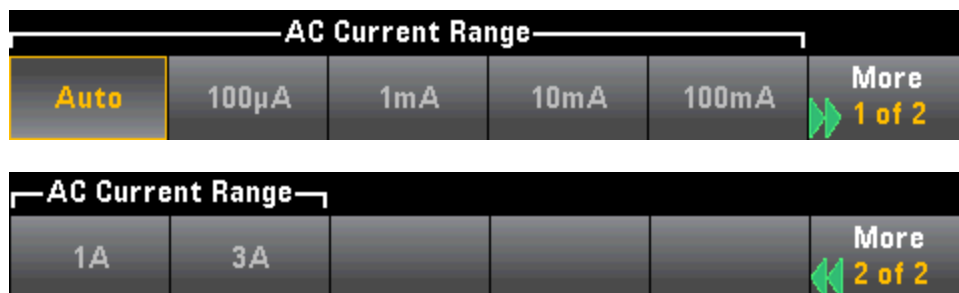 AC Current Range
Auto 100µA 1mA 10mA 100mA More
1 of 2
AC Current Range
1A 3A More
2 of 2